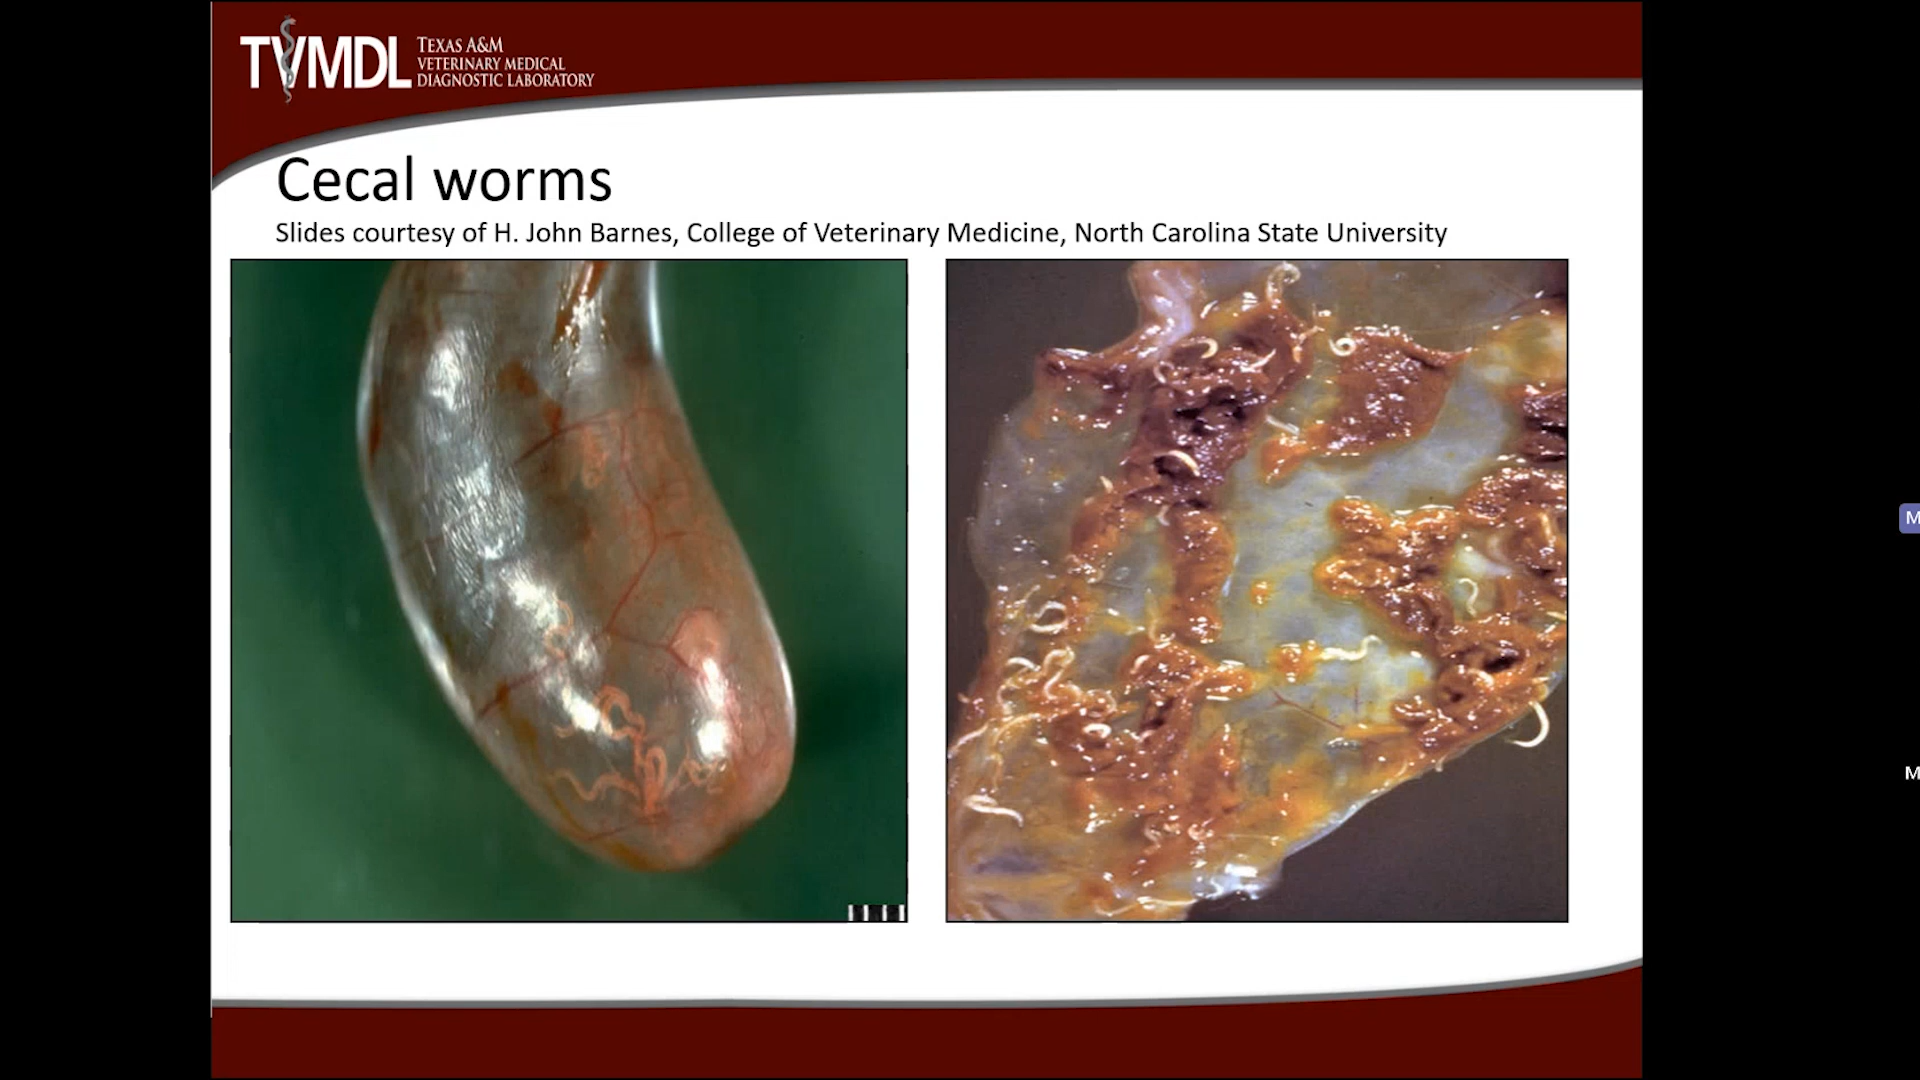 TVMDL
TEXAS A&M
VETERINARY MEDICAL
DIAGNOSTIC LABORATORY
Cecal worms
Slides courtesy of H. John Barnes, College of Veterinary Medicine, North Carolina State University
M
M